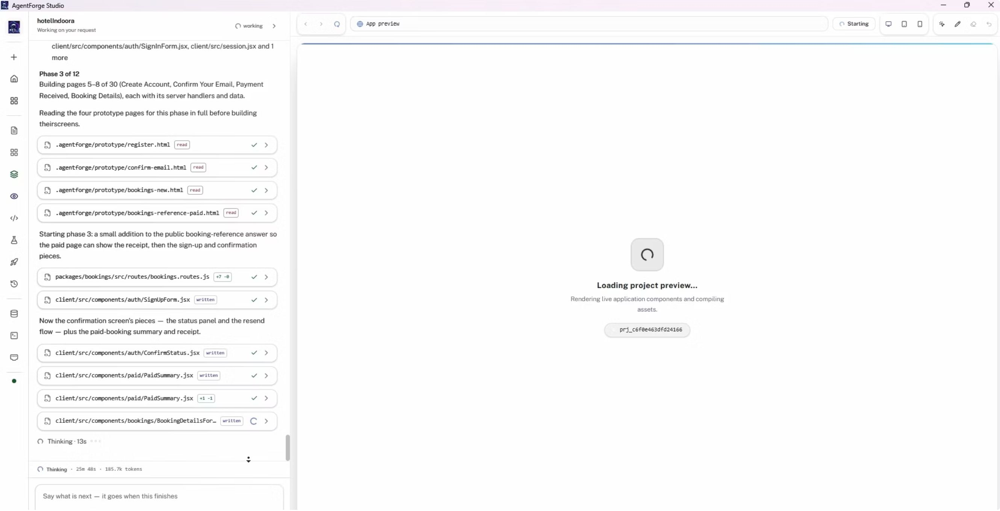 AgentForge Studio
hotelIndoora
Working on your request
working
client/src/components/auth/SignInForm.jsx, client/src/session.jsx and 1
more
Phase 3 of 12
Building pages 5–8 of 30 (Create Account, Confirm Your Email, Payment
Received, Booking Details), each with its server handlers and data.
Reading the four prototype pages for this phase in full before building
theirscreens.
.agentforge/prototype/register.html read
.agentforge/prototype/confirm-email.html read
.agentforge/prototype/bookings-new.html read
.agentforge/prototype/bookings-reference-paid.html read
Starting phase 3: a small addition to the public booking-reference answer so
the paid page can show the receipt, then the sign-up and confirmation
pieces.
packages/bookings/src/routes/bookings.routes.js +7 -0
client/src/components/auth/SignUpForm.jsx written
Now the confirmation screen's pieces — the status panel and the resend
flow — plus the paid-booking summary and receipt.
client/src/components/auth/ConfirmStatus.jsx written
client/src/components/paid/PaidSummary.jsx written
client/src/components/paid/PaidSummary.jsx +1 -1
client/src/components/bookings/BookingDetailsFor… written
Thinking · 13s
Thinking · 25m 48s · 185.7k tokens
Say what is next — it goes when this finishes
App preview
Starting
Loading project preview...
Rendering live application components and compiling
assets.
prj_c6f0e463dfd24166